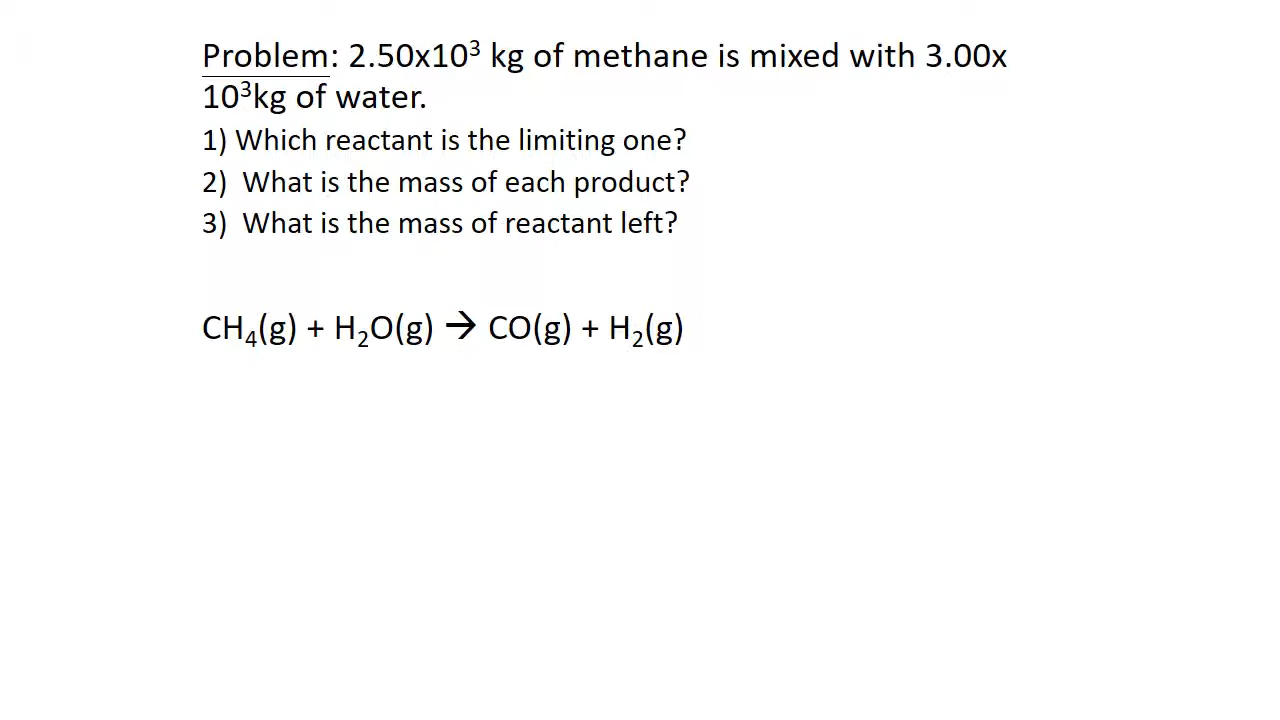 Problem: 2.50x10³ kg of methane is mixed with 3.00x
10³kg of water.
1) Which reactant is the limiting one?
2) What is the mass of each product?
3) What is the mass of reactant left?
CH₄(g) + H₂O(g) → CO(g) + H₂(g)